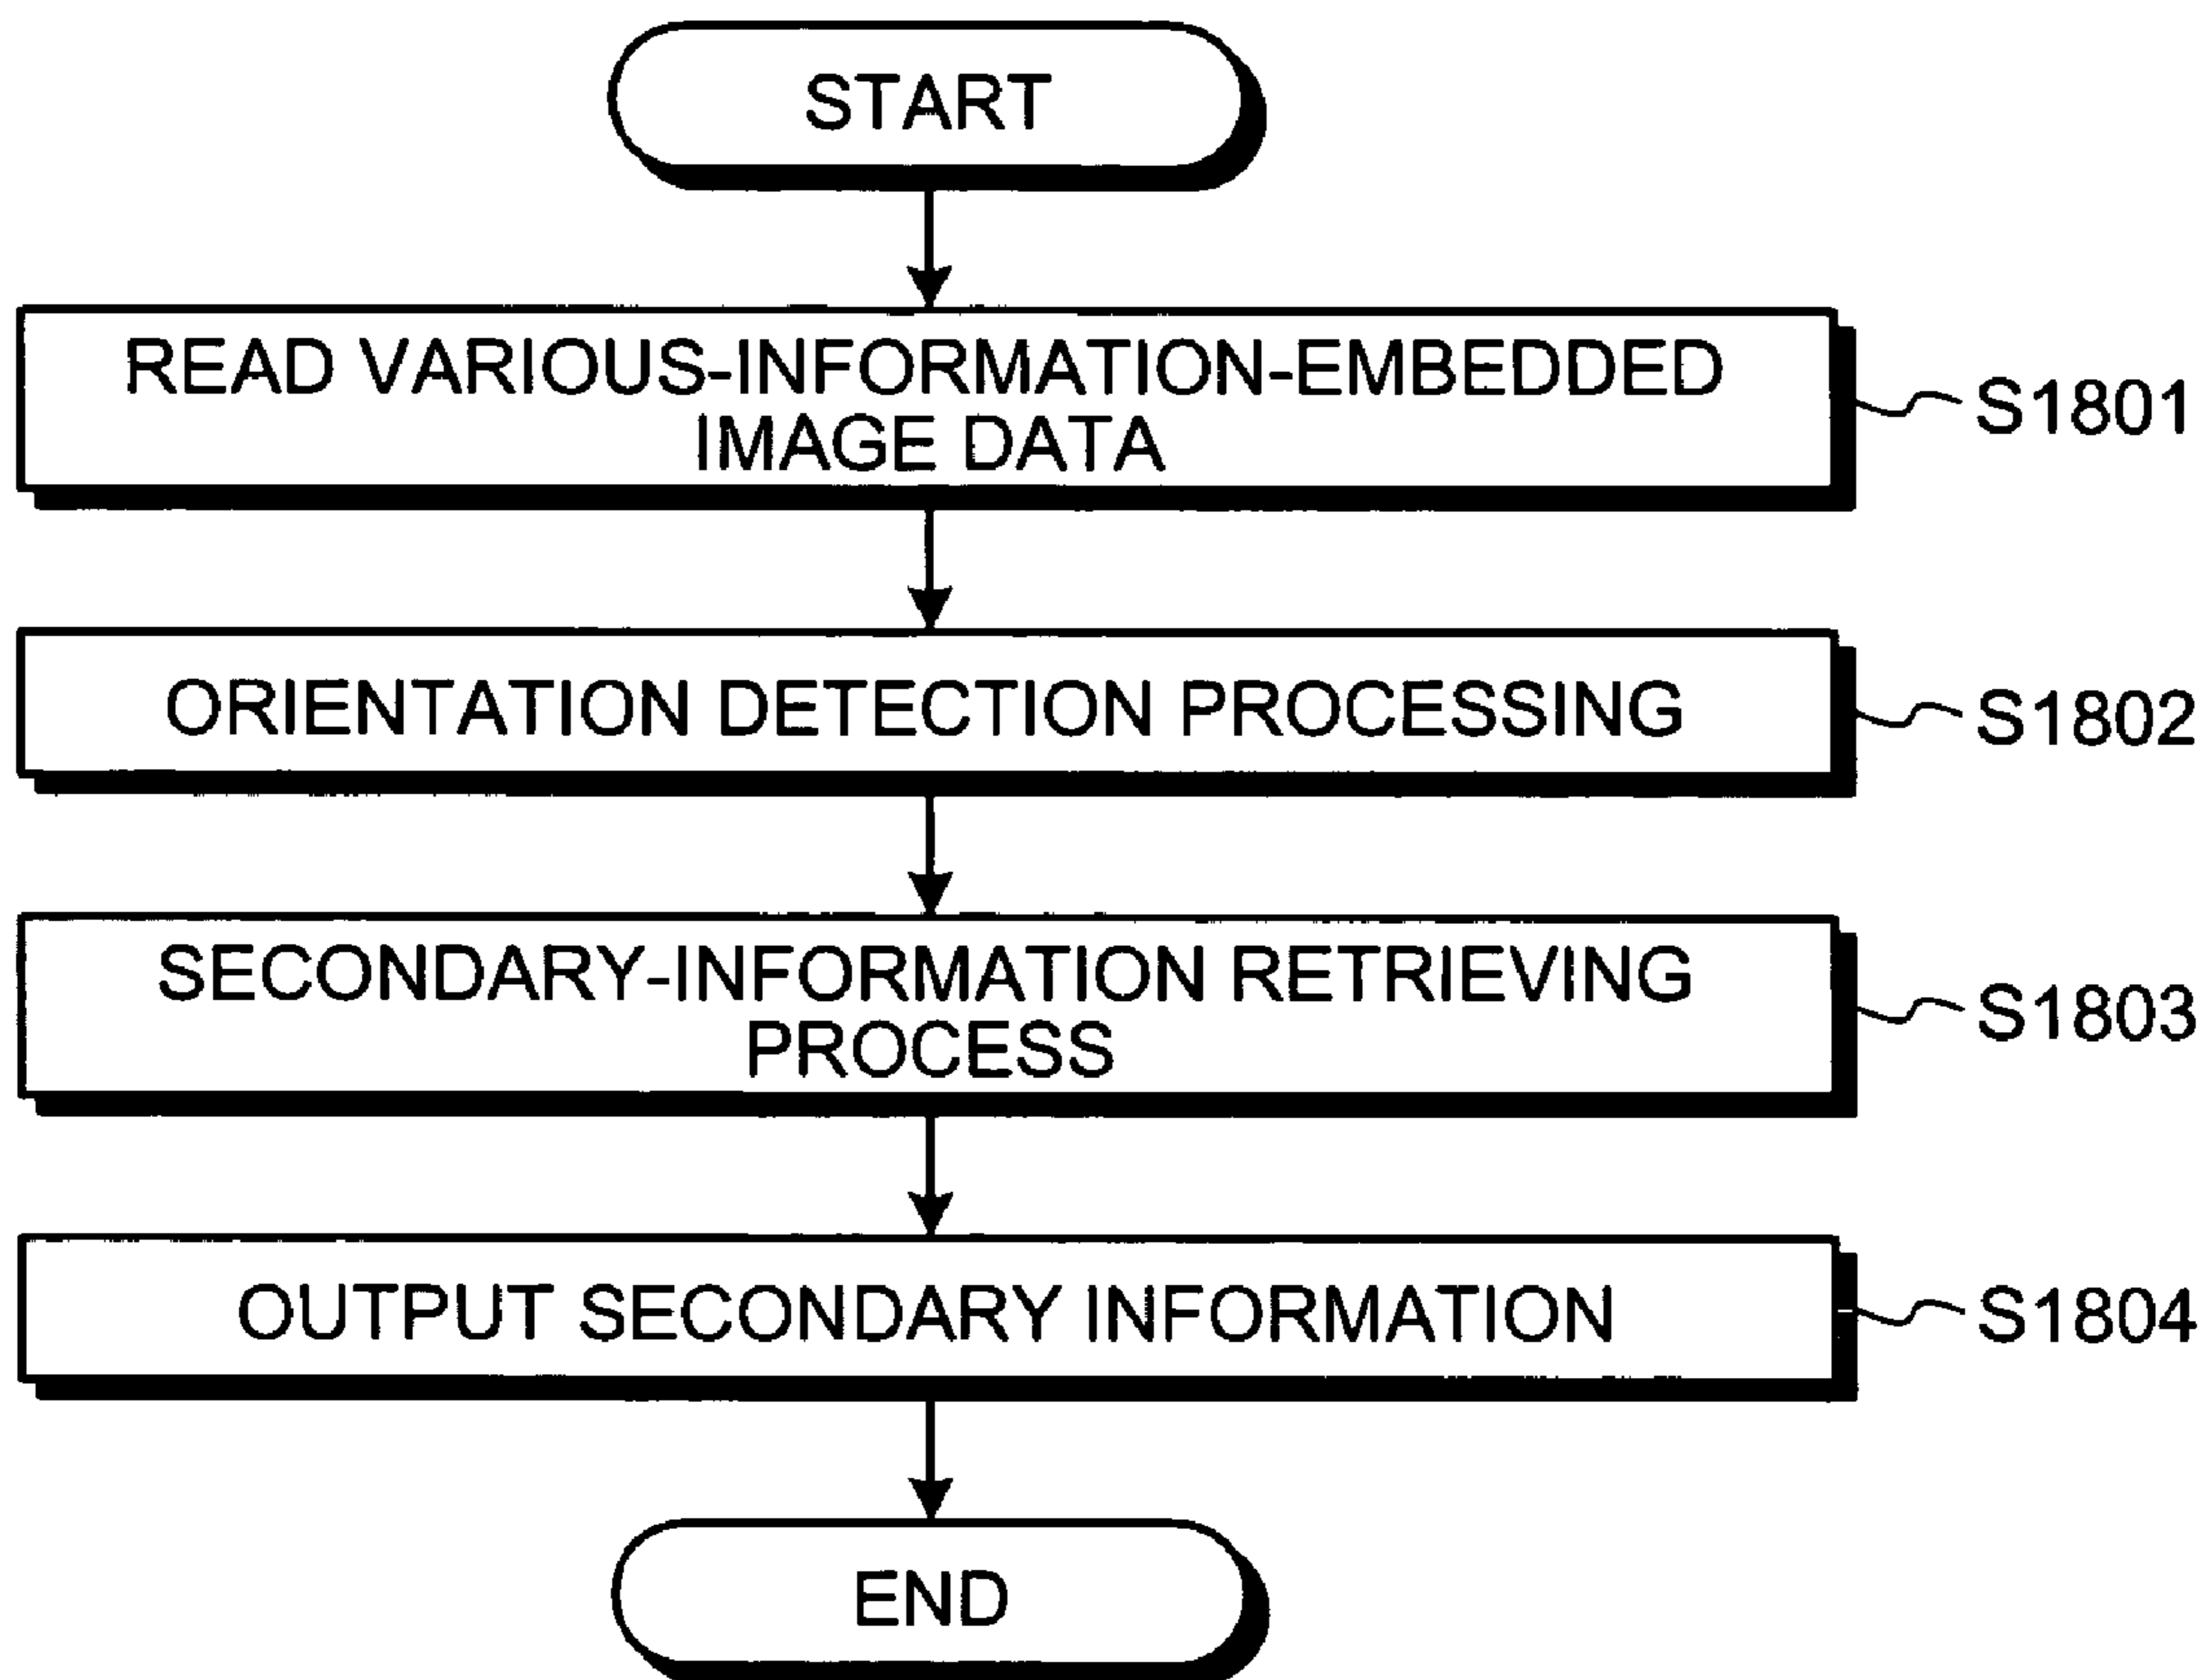 START
READ VARIOUS-INFORMATION-EMBEDDED
IMAGE DATA
S1801
ORIENTATION DETECTION PROCESSING
S1802
SECONDARY-INFORMATION RETRIEVING
PROCESS
S1803
OUTPUT SECONDARY INFORMATION
S1804
END